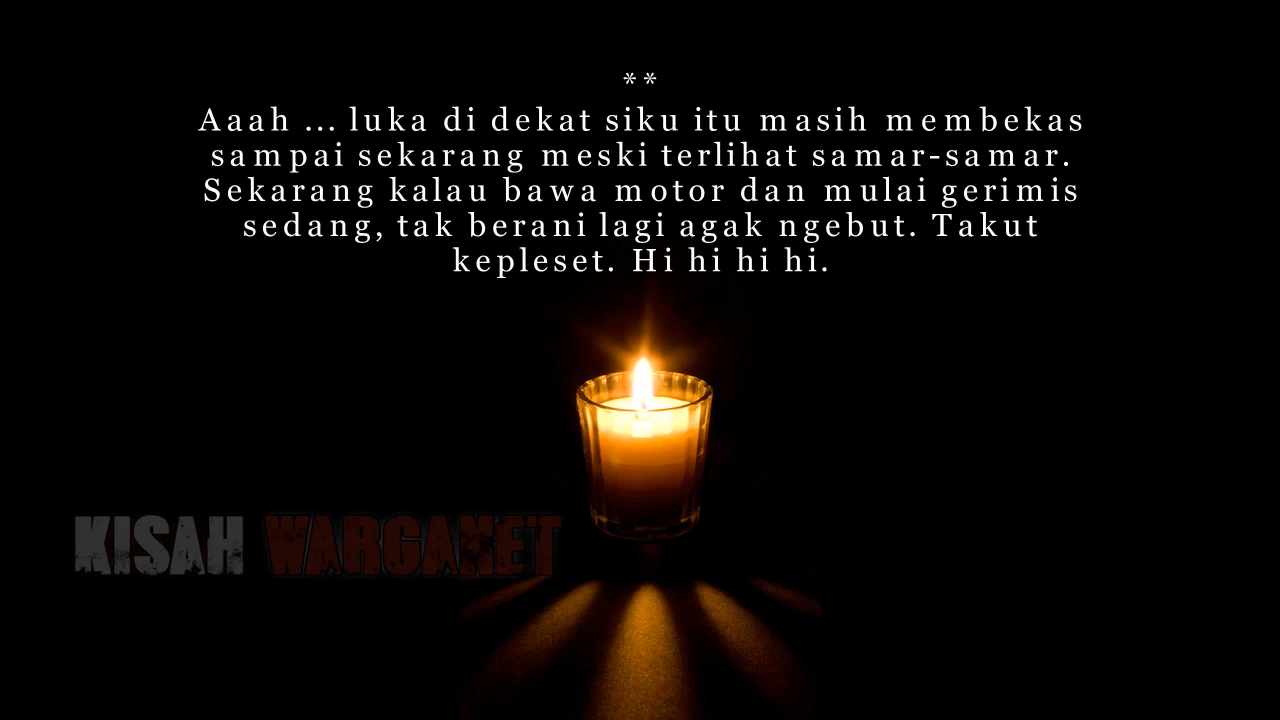 **
Aaah ... luka di dekat siku itu masih membekas
sampai sekarang meski terlihat samar-samar.
Sekarang kalau bawa motor dan mulai gerimis
sedang, tak berani lagi agak ngebut. Takut
kepleset. Hi hi hi hi.
KISAH WARGANET